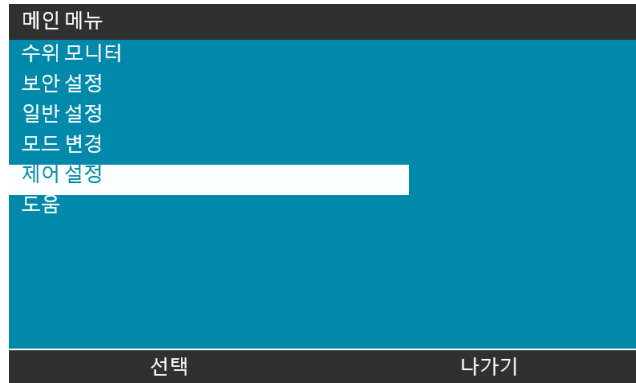 메인 메뉴
수위 모니터
보안 설정
일반 설정
모드 변경
제어 설정
도움
선택 나가기